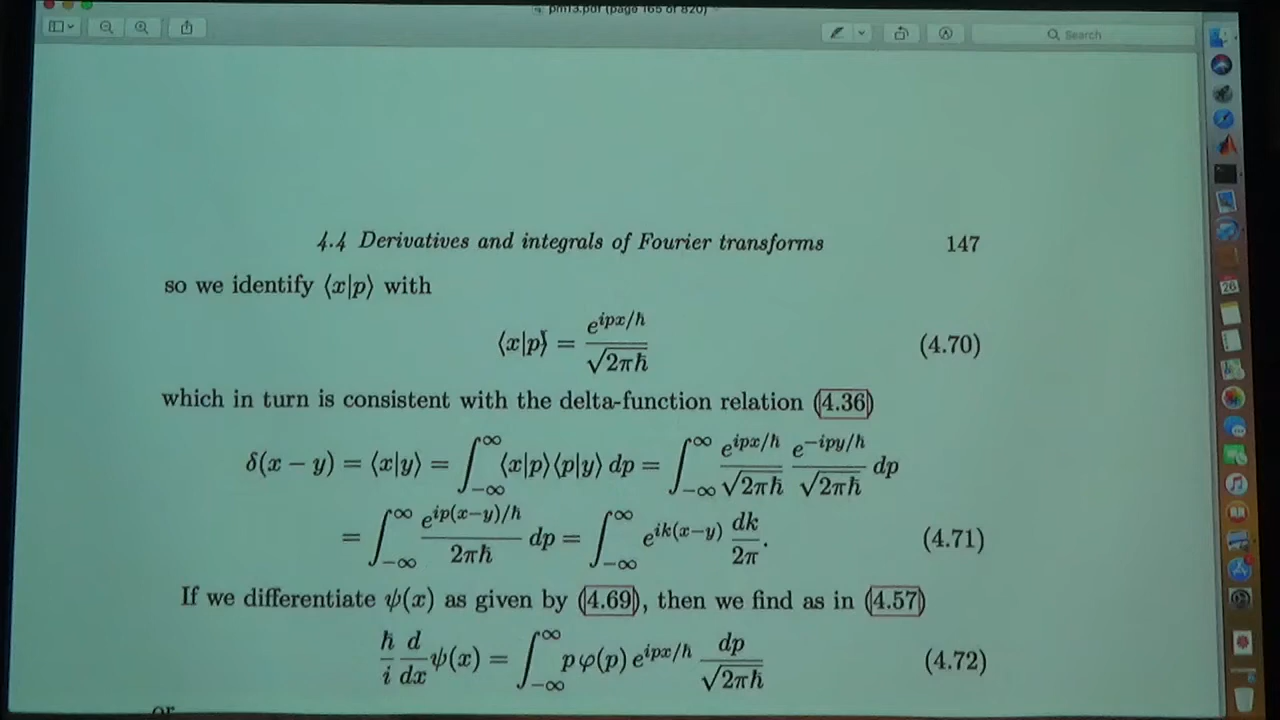 pm13.pdf (page 165 of 820)
Search
4.4 Derivatives and integrals of Fourier transforms 147
so we identify ⟨x|p⟩ with
⟨x|p⟩ = e^{ipx/ħ} / √(2πħ) (4.70)
which in turn is consistent with the delta-function relation (4.36)
δ(x − y) = ⟨x|y⟩ = ∫_{−∞}^{∞} ⟨x|p⟩⟨p|y⟩ dp = ∫_{−∞}^{∞} e^{ipx/ħ} / √(2πħ) e^{−ipy/ħ} / √(2πħ) dp
= ∫_{−∞}^{∞} e^{ip(x−y)/ħ} / 2πħ dp = ∫_{−∞}^{∞} e^{ik(x−y)} dk / 2π. (4.71)
If we differentiate ψ(x) as given by (4.69), then we find as in (4.57)
ħ/i d/dx ψ(x) = ∫_{−∞}^{∞} p φ(p) e^{ipx/ħ} dp / √(2πħ) (4.72)
or